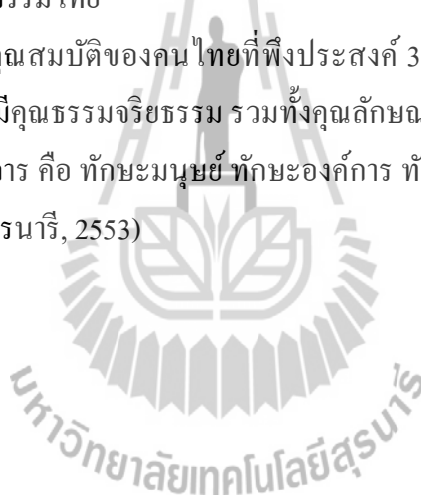 ธรรมไทย
คุณสมบัติของคนไทยที่พึงประสงค์ 3
มีคุณธรรมจริยธรรม รวมทั้งคุณลักษณ
การ คือ ทักษะมนุษย์ ทักษะองค์การ ทั
รนารี, 2553)
มหาวิทยาลัยเทคโนโลยีสุรนารี